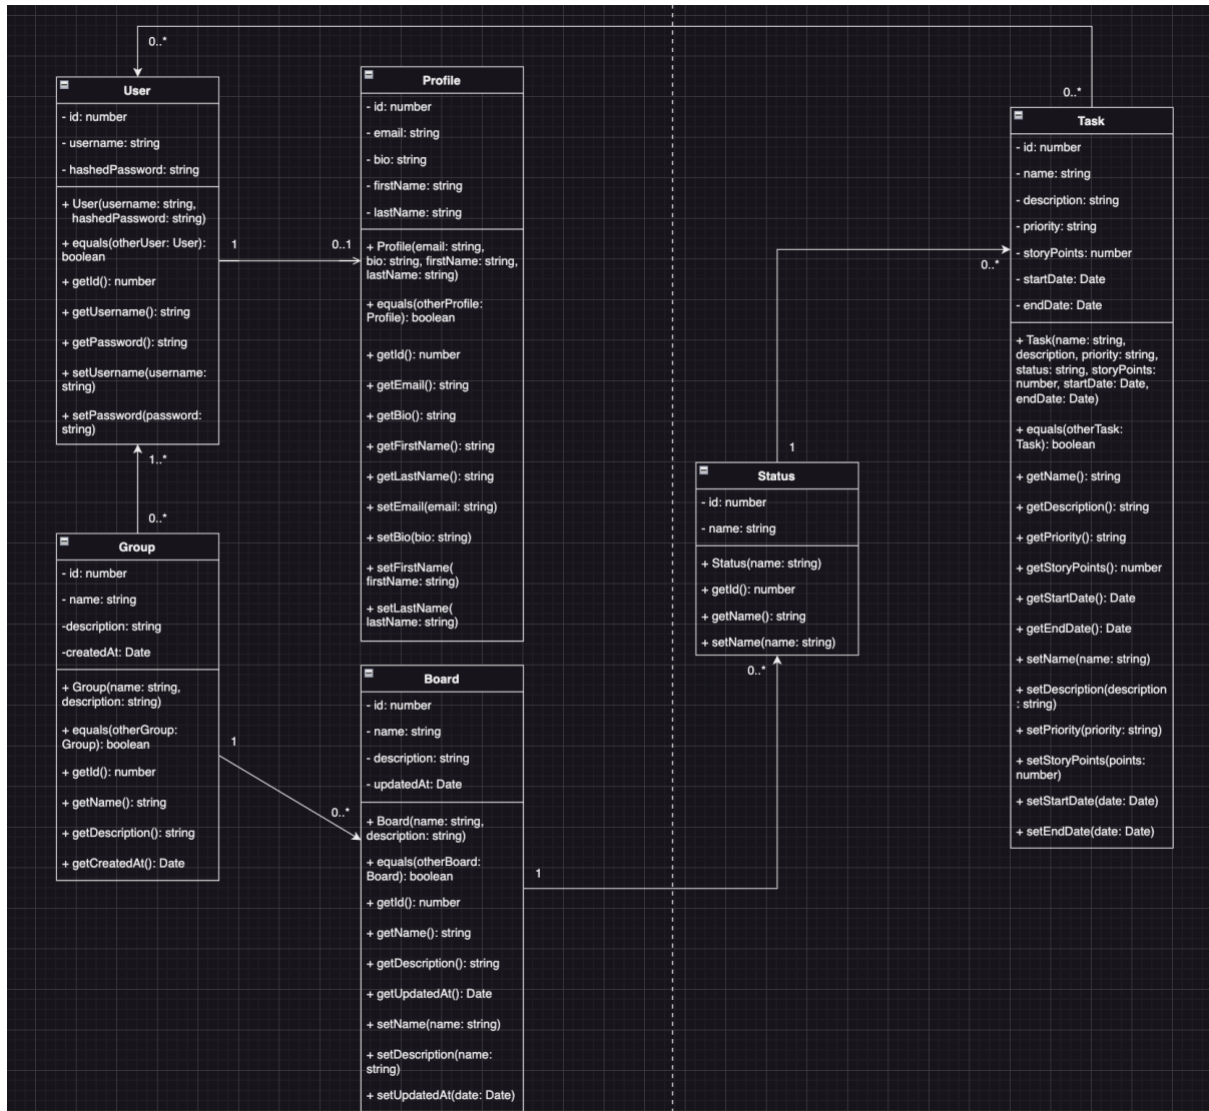 0..*
User
- id: number
- username: string
- hashedPassword: string
+ User(username: string,
hashedPassword: string)
+ equals(otherUser: User):
boolean
+ getId(): number
+ getUsername(): string
+ getPassword(): string
+ setUsername(username:
string)
+ setPassword(password:
string)
1
0..1
Profile
- id: number
- email: string
- bio: string
- firstName: string
- lastName: string
+ Profile(email: string,
bio: string, firstName: string,
lastName: string)
+ equals(otherProfile:
Profile): boolean
+ getId(): number
+ getEmail(): string
+ getBio(): string
+ getFirstName(): string
+ getLastName(): string
+ setEmail(email: string)
+ setBio(bio: string)
+ setFirstName(
firstName: string)
+ setLastName(
lastName: string)
0..*
Task
- id: number
- name: string
- description: string
- priority: string
- storyPoints: number
- startDate: Date
- endDate: Date
+ Task(name: string,
description, priority: string,
status: string, storyPoints:
number, startDate: Date,
endDate: Date)
+ equals(otherTask:
Task): boolean
+ getName(): string
+ getDescription(): string
+ getPriority(): string
+ getStoryPoints(): number
+ getStartDate(): Date
+ getEndDate(): Date
+ setName(name: string)
+ setDescription(description
: string)
+ setPriority(priority: string)
+ setStoryPoints(points:
number)
+ setStartDate(date: Date)
+ setEndDate(date: Date)
0..*
1
Status
- id: number
- name: string
+ Status(name: string)
+ getId(): number
+ getName(): string
+ setName(name: string)
0..*
1..*
0..*
Group
- id: number
- name: string
-description: string
-createdAt: Date
+ Group(name: string,
description: string)
+ equals(otherGroup:
Group): boolean
+ getId(): number
+ getName(): string
+ getDescription(): string
+ getCreatedAt(): Date
1
0..*
Board
- id: number
- name: string
- description: string
- updatedAt: Date
+ Board(name: string,
description: string)
+ equals(otherBoard:
Board): boolean
+ getId(): number
+ getName(): string
+ getDescription(): string
+ getUpdatedAt(): Date
+ setName(name: string)
+ setDescription(name:
string)
+ setUpdatedAt(date: Date)
1